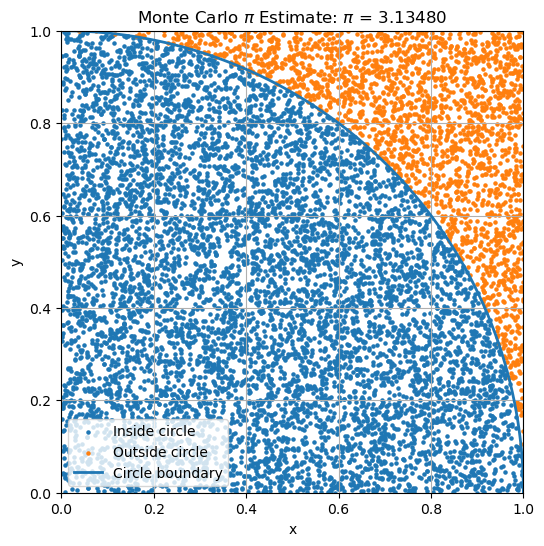 Monte Carlo π Estimate: π = 3.13480
1.0
0.8
0.6
y
0.4
0.2
0.0
Inside circle
Outside circle
Circle boundary
0.0 0.2 0.4 0.6 0.8 1.0
x